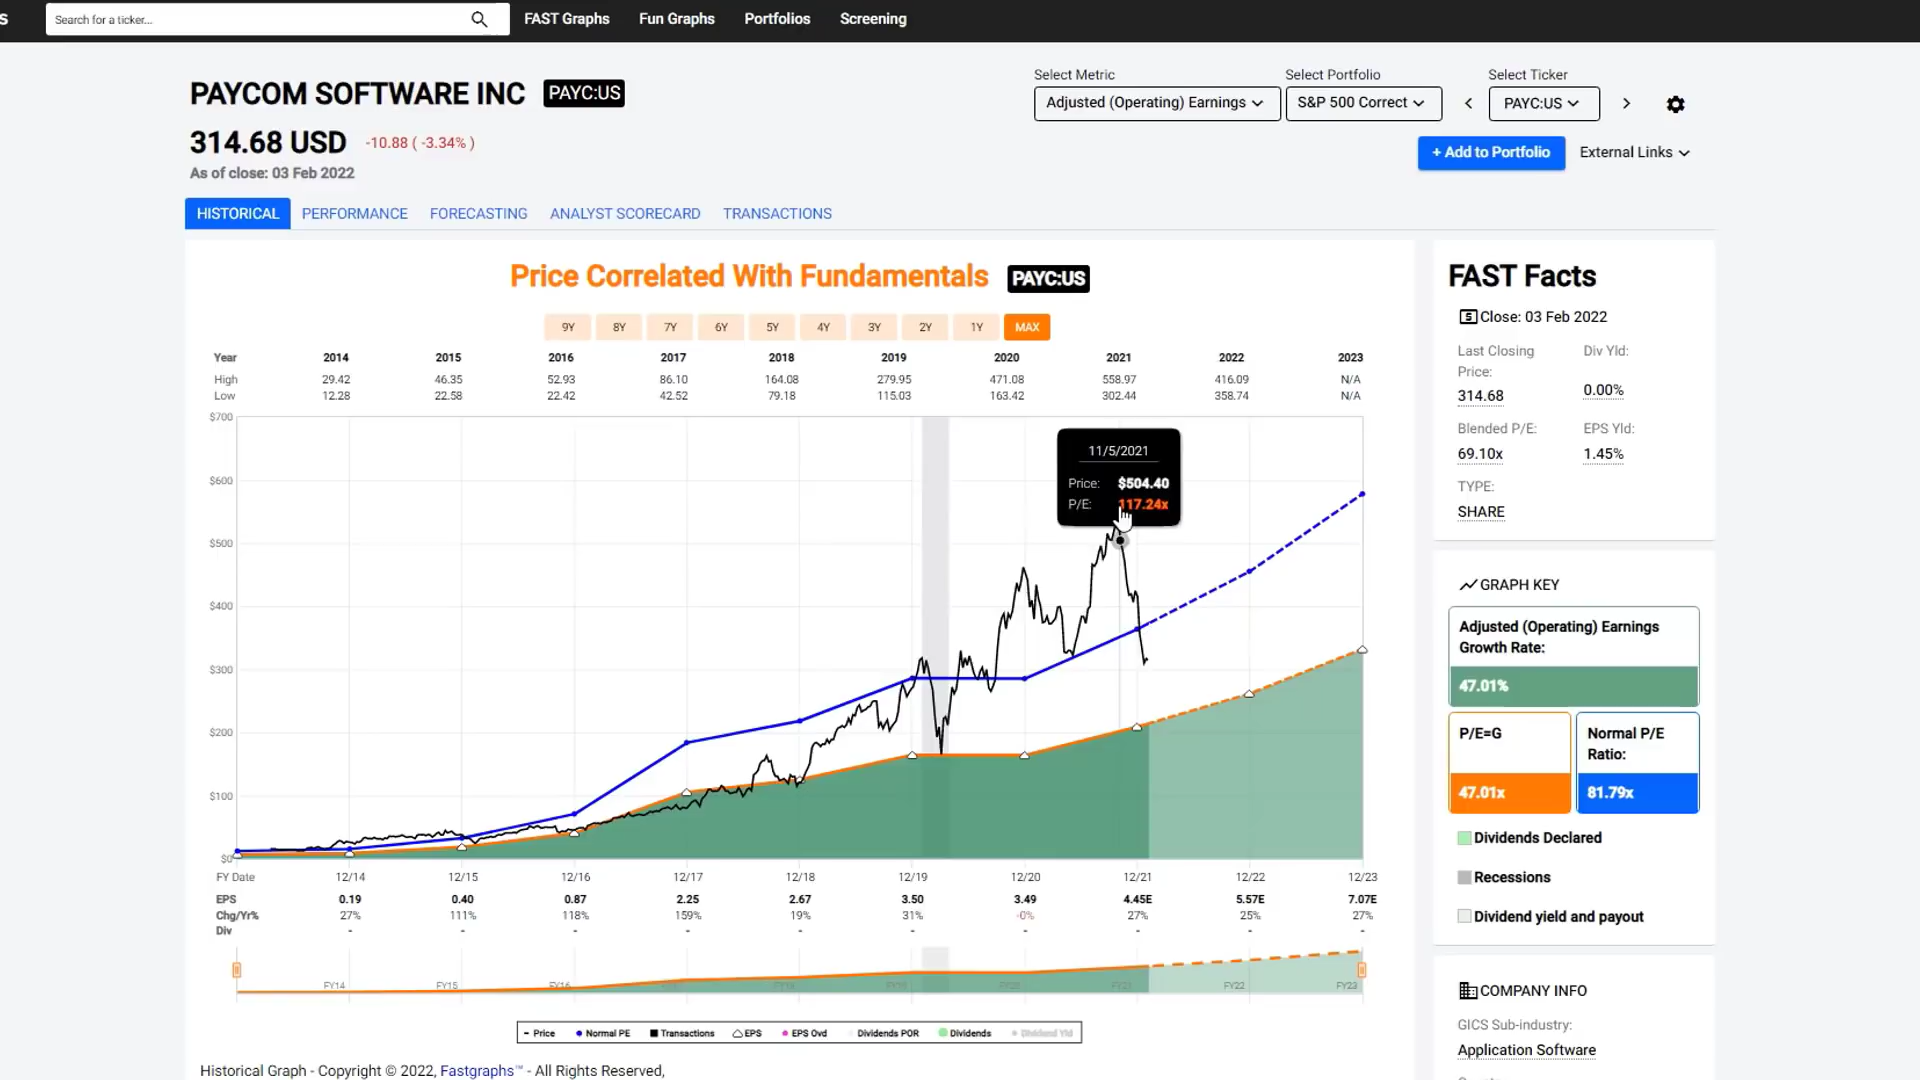 S
Search for a ticker...
FAST Graphs Fun Graphs Portfolios Screening
PAYCOM SOFTWARE INC PAYC:US
314.68 USD -10.88 ( -3.34% )
As of close: 03 Feb 2022
Select Metric Select Portfolio Select Ticker
Adjusted (Operating) Earnings S&P 500 Correct PAYC:US
+ Add to Portfolio External Links
HISTORICAL PERFORMANCE FORECASTING ANALYST SCORECARD TRANSACTIONS
Price Correlated With Fundamentals PAYC:US
9Y 8Y 7Y 6Y 5Y 4Y 3Y 2Y 1Y MAX
Year 2014 2015 2016 2017 2018 2019 2020 2021 2022 2023
High 29.42 46.35 52.93 86.10 164.08 279.95 471.08 558.97 416.09 N/A
Low 12.28 22.58 22.42 42.52 79.18 115.03 163.42 302.44 358.74 N/A
$700
$600
$500
$400
$300
$200
$100
$0
11/5/2021
Price: $504.40
P/E: 117.24x
FY Date 12/14 12/15 12/16 12/17 12/18 12/19 12/20 12/21 12/22 12/23
EPS 0.19 0.40 0.87 2.25 2.67 3.50 3.49 4.45E 5.57E 7.07E
Chg/Yr% 27% 111% 118% 159% 19% 31% -0% 27% 25% 27%
Div - - - - - - - - - -
FY14 FY15 FY16 FY18 FY19 FY20 FY21 FY22 FY23
Price Normal PE Transactions EPS EPS Ovd Dividends POR Dividends Dividend Yld
Historical Graph - Copyright © 2022, Fastgraphs™ - All Rights Reserved,
FAST Facts
Close: 03 Feb 2022
Last Closing Price: Div Yld:
314.68 0.00%
Blended P/E: EPS Yld:
69.10x 1.45%
TYPE:
SHARE
GRAPH KEY
Adjusted (Operating) Earnings
Growth Rate:
47.01%
P/E=G Normal P/E
Ratio:
47.01x 81.79x
Dividends Declared
Recessions
Dividend yield and payout
COMPANY INFO
GICS Sub-industry:
Application Software